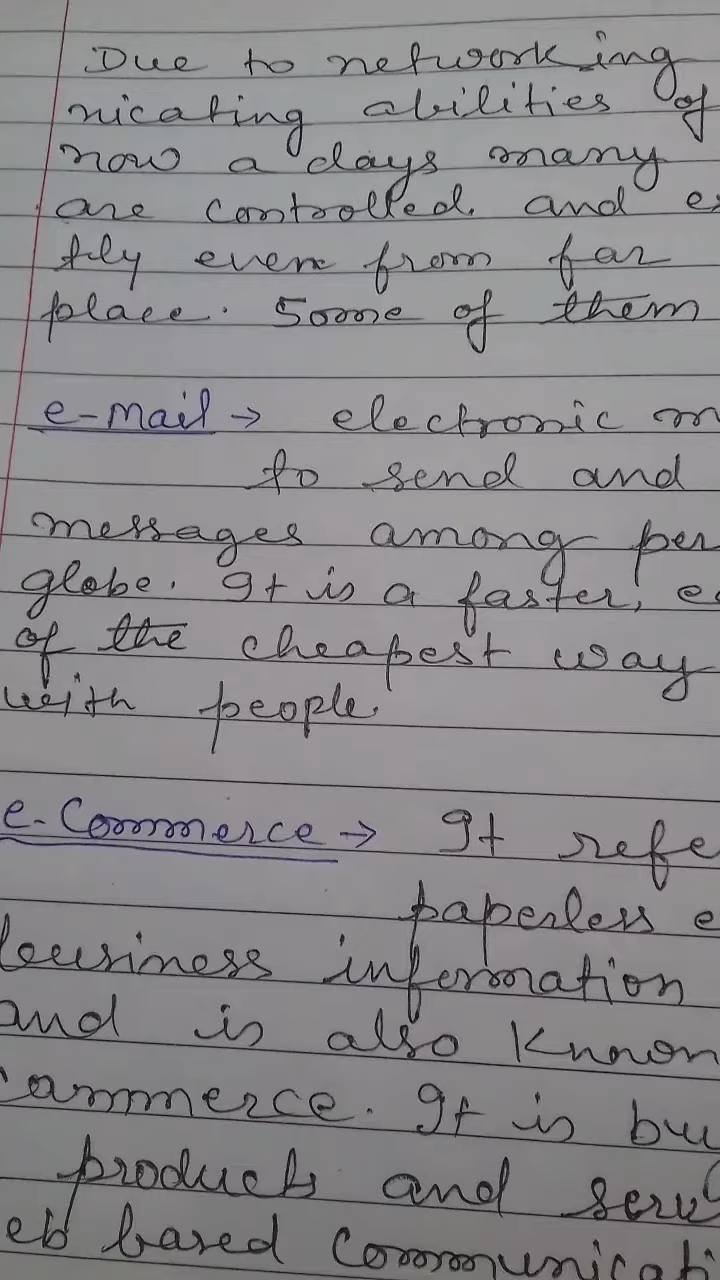 Due to networking
nicating abilities of
now a days many
are controlled. and e
tly even from far
place. Some of them
e-mail → electronic m
to send and
messages among per
globe. It is a faster, e
of the cheapest way
with people.
e-Commerce → It refe
paperless e
business information
and is also known
commerce. It is bu
products and serv
eb based communicati